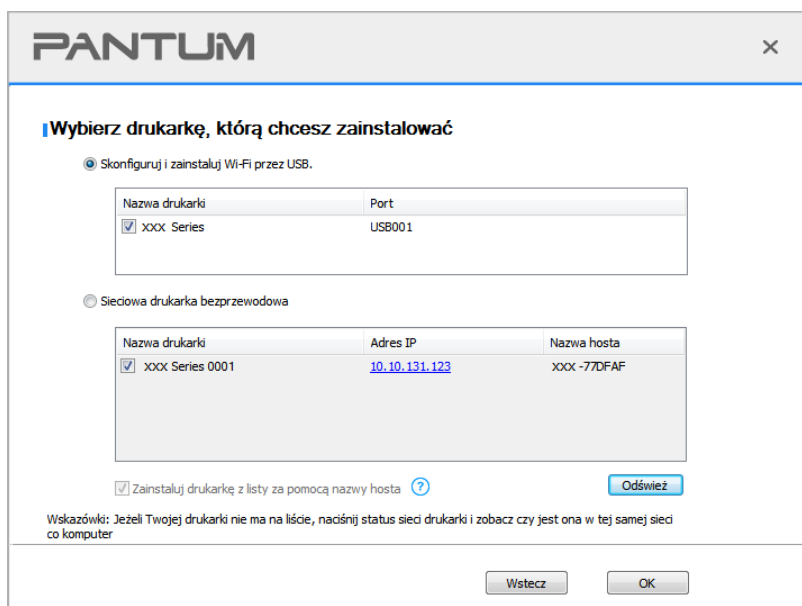 PANTUM
Wybierz drukarkę, którą chcesz zainstalować
Skonfiguruj i zainstaluj Wi-Fi przez USB.
Nazwa drukarki Port
XXX Series USB001
Sieciowa drukarka bezprzewodowa
Nazwa drukarki Adres IP Nazwa hosta
XXX Series 0001 10.10.131.123 XXX -77DFAF
Zainstaluj drukarkę z listy za pomocą nazwy hosta ? Odśwież
Wskazówki: Jeżeli Twojej drukarki nie ma na liście, naciśnij status sieci drukarki i zobacz czy jest ona w tej samej sieci
co komputer
Wstecz OK